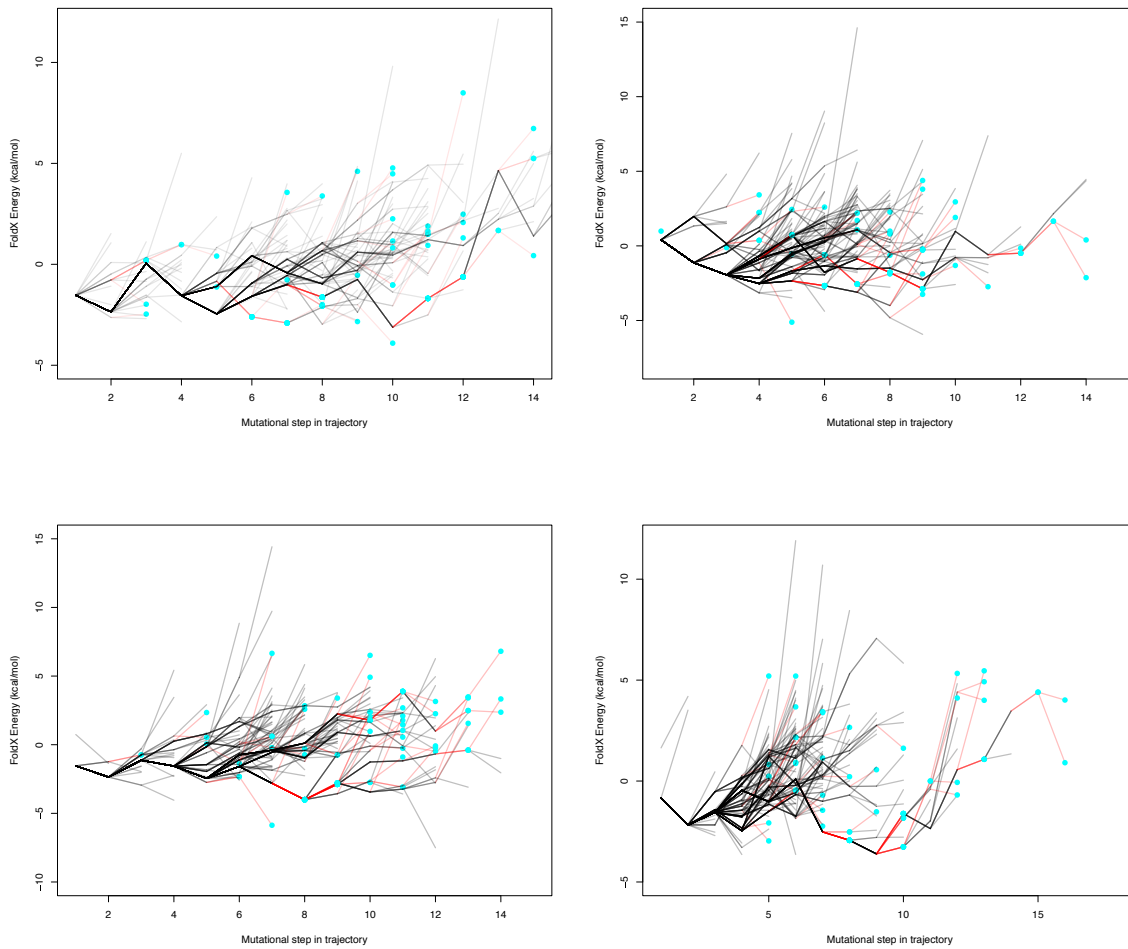 10
5
0
−5
FoldX Energy (kcal/mol)
2 4 6 8 10 12 14
Mutational step in trajectory
15
10
5
0
−5
FoldX Energy (kcal/mol)
2 4 6 8 10 12 14
Mutational step in trajectory
15
10
5
0
−5
−10
FoldX Energy (kcal/mol)
2 4 6 8 10 12 14
Mutational step in trajectory
10
5
0
−5
FoldX Energy (kcal/mol)
5 10 15
Mutational step in trajectory